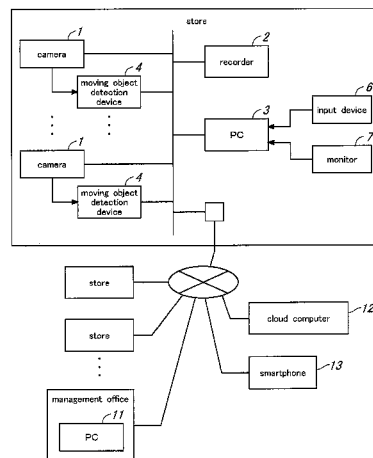 store
1
camera
4
moving object
detection
device
2
recorder
6
input device
3
PC
7
monitor
1
camera
4
moving object
detection
device
store
cloud computer
12
store
smartphone
13
management office
11
PC